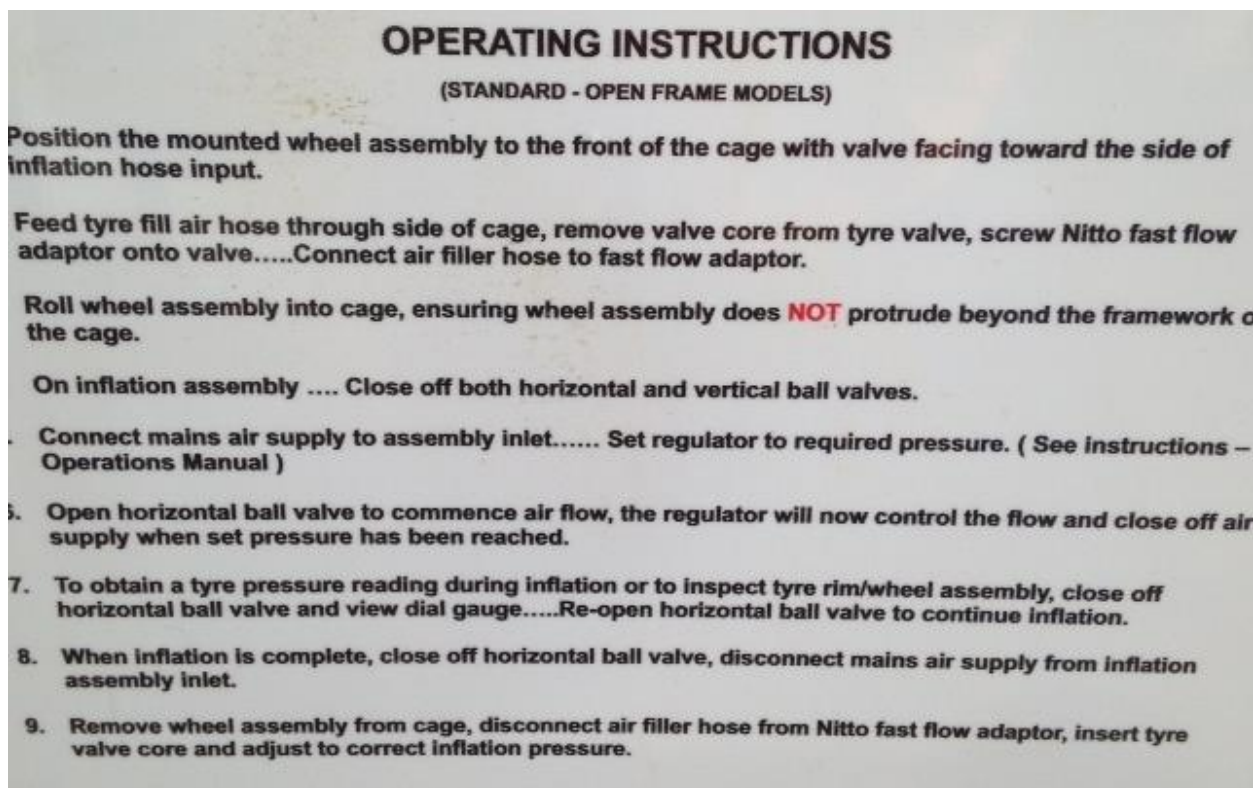 OPERATING INSTRUCTIONS
(STANDARD - OPEN FRAME MODELS)
Position the mounted wheel assembly to the front of the cage with valve facing toward the side of
inflation hose input.
Feed tyre fill air hose through side of cage, remove valve core from tyre valve, screw Nitto fast flow
adaptor onto valve.....Connect air filler hose to fast flow adaptor.
Roll wheel assembly into cage, ensuring wheel assembly does NOT protrude beyond the framework o
the cage.
On inflation assembly .... Close off both horizontal and vertical ball valves.
. Connect mains air supply to assembly inlet...... Set regulator to required pressure. ( See instructions –
Operations Manual )
6. Open horizontal ball valve to commence air flow, the regulator will now control the flow and close off air
supply when set pressure has been reached.
7. To obtain a tyre pressure reading during inflation or to inspect tyre rim/wheel assembly, close off
horizontal ball valve and view dial gauge.....Re-open horizontal ball valve to continue inflation.
8. When inflation is complete, close off horizontal ball valve, disconnect mains air supply from inflation
assembly inlet.
9. Remove wheel assembly from cage, disconnect air filler hose from Nitto fast flow adaptor, insert tyre
valve core and adjust to correct inflation pressure.